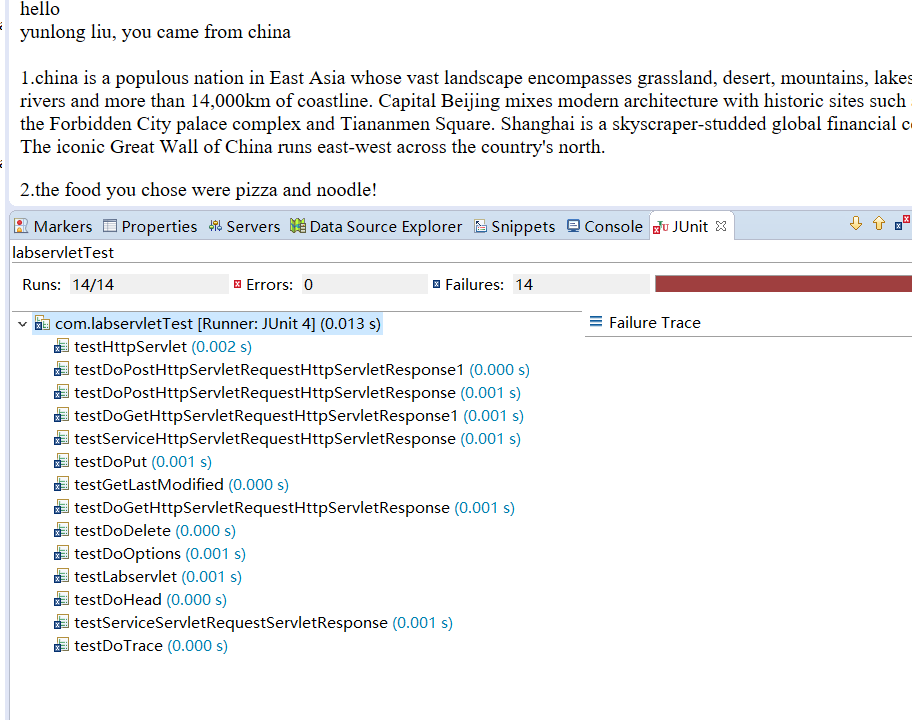 hello
yunlong liu, you came from china
1.china is a populous nation in East Asia whose vast landscape encompasses grassland, desert, mountains, lakes
rivers and more than 14,000km of coastline. Capital Beijing mixes modern architecture with historic sites such
the Forbidden City palace complex and Tiananmen Square. Shanghai is a skyscraper-studded global financial
The iconic Great Wall of China runs east-west across the country's north.
2.the food you chose were pizza and noodle!
Markers Properties Servers Data Source Explorer Snippets Console JUnit
labservletTest
Runs: 14/14 Errors: 0 Failures: 14
com.labservletTest [Runner: JUnit 4] (0.013 s)
Failure Trace
testHttpServlet (0.002 s)
testDoPostHttpServletRequestHttpServletResponse1 (0.000 s)
testDoPostHttpServletRequestHttpServletResponse (0.001 s)
testDoGetHttpServletRequestHttpServletResponse1 (0.001 s)
testServiceHttpServletRequestHttpServletResponse (0.001 s)
testDoPut (0.001 s)
testGetLastModified (0.000 s)
testDoGetHttpServletRequestHttpServletResponse (0.001 s)
testDoDelete (0.000 s)
testDoOptions (0.001 s)
testLabservlet (0.001 s)
testDoHead (0.000 s)
testServiceServletRequestServletResponse (0.001 s)
testDoTrace (0.000 s)